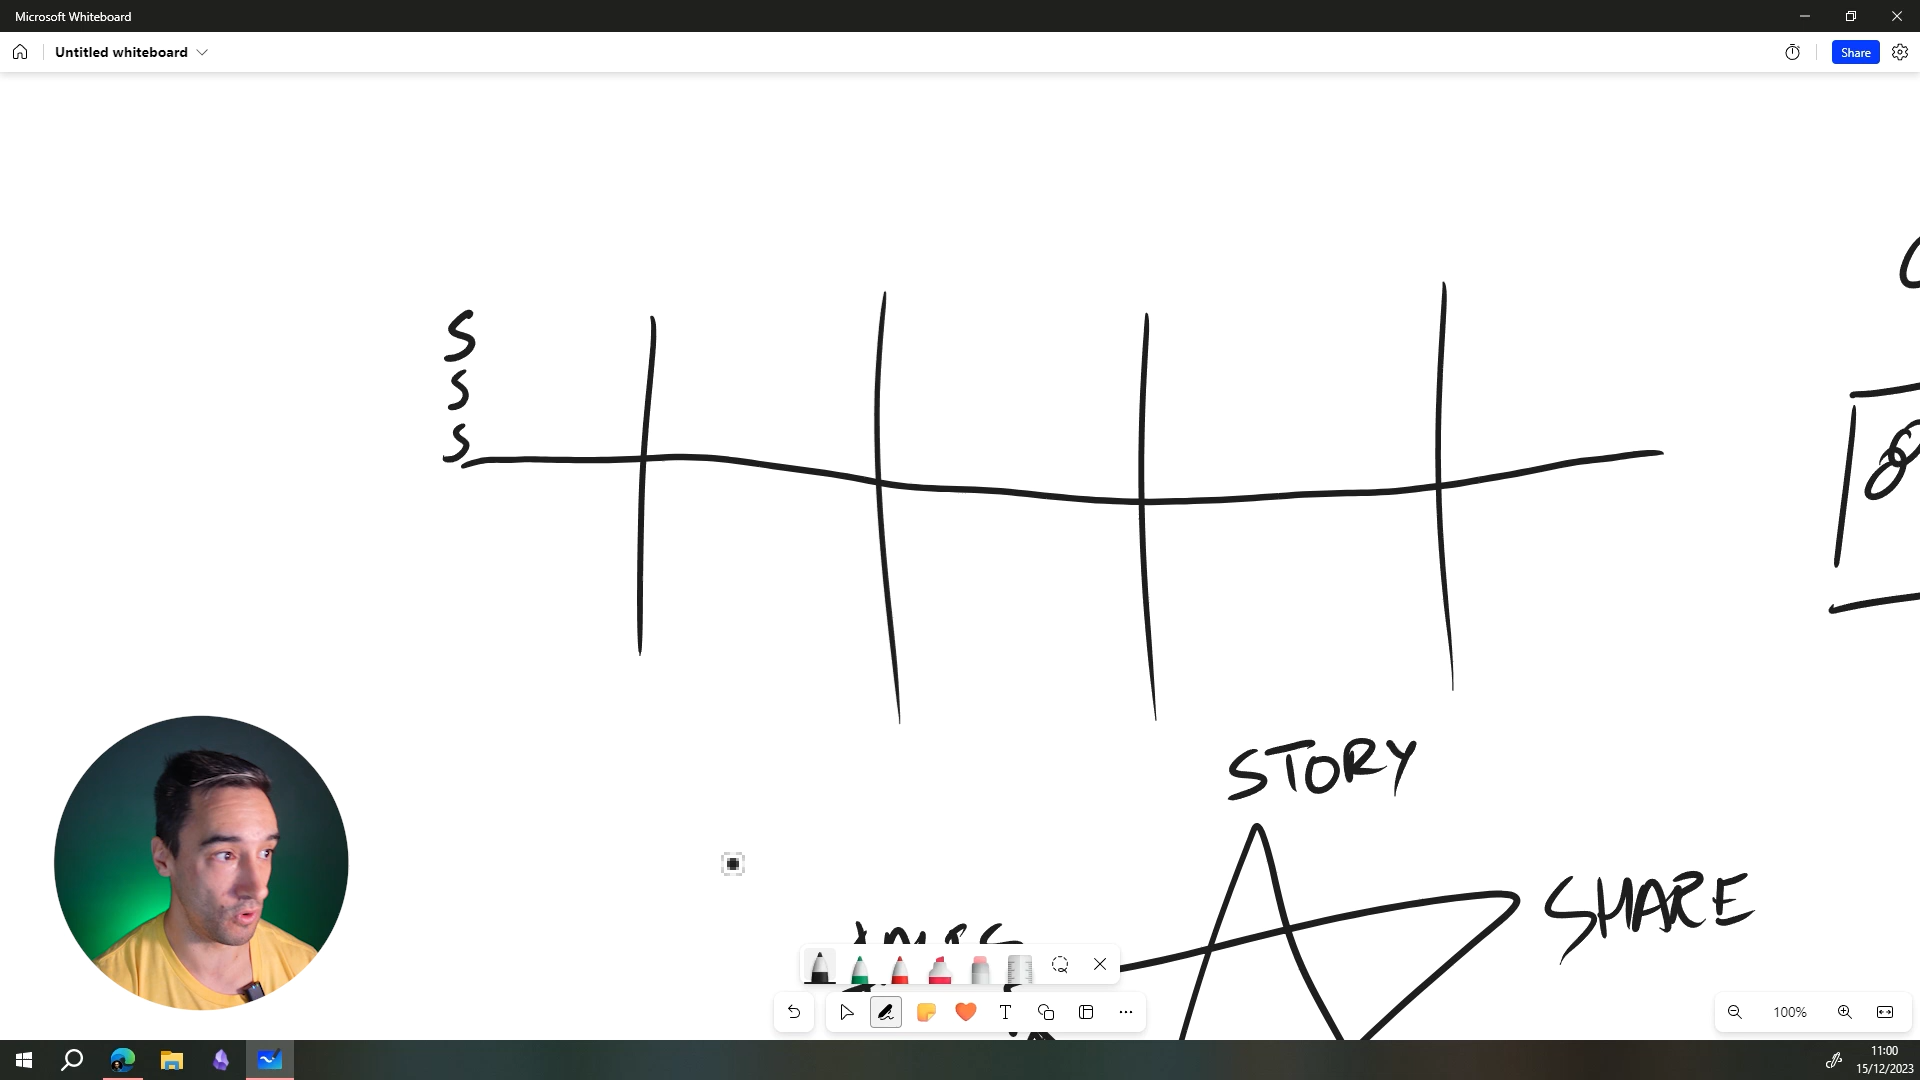 Microsoft Whiteboard
Untitled whiteboard
Share
S
S
S
STORY
SHARE
100%
11:00
15/12/2023